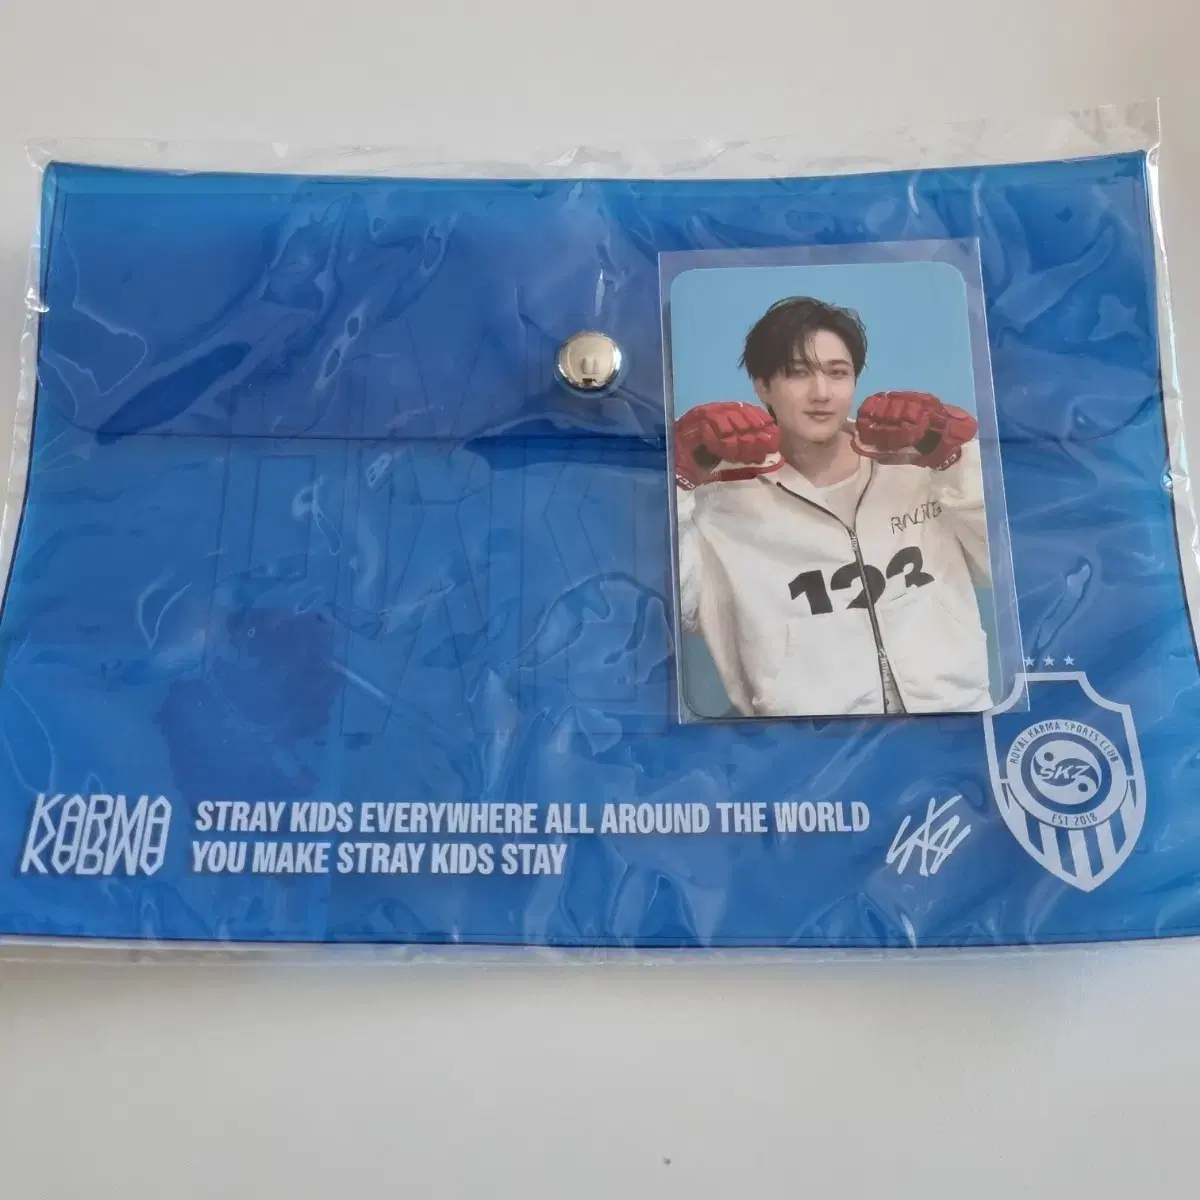 123
★★★
ROYAL KARMA SPORTS CLUB
SKZ
EST 2018
KARMA
STRAY KIDS EVERYWHERE ALL AROUND THE WORLD
YOU MAKE STRAY KIDS STAY
SKZ